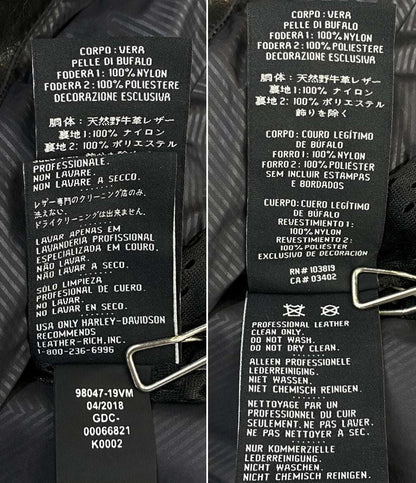 CORPO: VERA
PELLE DI BUFALO
FODERA 1: 100% NYLON
FODERA 2: 100% POLIESTERE
DECORAZIONE ESCLUSIVA
胴体: 天然野牛革レザー
裏地 1: 100% ナイロン
裏地 2: 100% ポリエステル
飾りを除く
PROFESSIONALE.
NON LAVARE.
NON LAVARE A SECCO.
レザー専門のクリーニング店のみ。
洗えない。
ドライクリーニングは出来ません。
LAVAR APENAS EM
LAVANDERIA PROFISSIONAL
ESPECIALIZADA EM COURO.
NÃO LAVAR.
NÃO LAVAR A SECO.
SÓLO LIMPIEZA
PROFESIONAL DE CUERO.
NO LAVAR.
NO LAVAR EN SECO.
USA ONLY HARLEY-DAVIDSON
RECOMMENDS
LEATHER-RICH, INC.
1-800-236-6996
98047-19VM
04/2018
GDC-
00066821
K0002
CORPO: VERA
PELLE DI BUFALO
FODERA 1: 100% NYLON
FODERA 2: 100% POLIESTERE
DECORAZIONE ESCLUSIVA
胴体: 天然野牛革レザー
裏地 1: 100% ナイロン
裏地 2: 100% ポリエステル
飾りを除く
CORPO: COURO LEGÍTIMO
DE BÚFALO
FORRO 1: 100% NYLON
FORRO 2: 100% POLIÉSTER
SEM INCLUIR ESTAMPAS
E BORDADOS
CUERPO: CUERO LEGÍTIMO
DE BÚFALO
REVESTIMIENTO 1:
100% NYLON
REVESTIMIENTO 2:
100% POLIÉSTER
EXCLUSIVO DE DECORACIÓN
RN# 103819
CA# 03402
PROFESSIONAL LEATHER
CLEAN ONLY.
DO NOT WASH.
DO NOT DRY CLEAN.
ALLEEN PROFESSIONELE
LEDERREINIGUNG.
NIET WASSEN.
NIET CHEMISCH REINIGEN.
NETTOYAGE PAR UN
PROFESSIONNEL DU CUIR
SEULEMENT. NE PAS LAVER.
NE PAS NETTOYER À SEC.
NUR KOMMERZIELLE
LEDERREINIGUNG.
NICHT WASCHEN.
NICHT CHEMISCH REINIGEN.